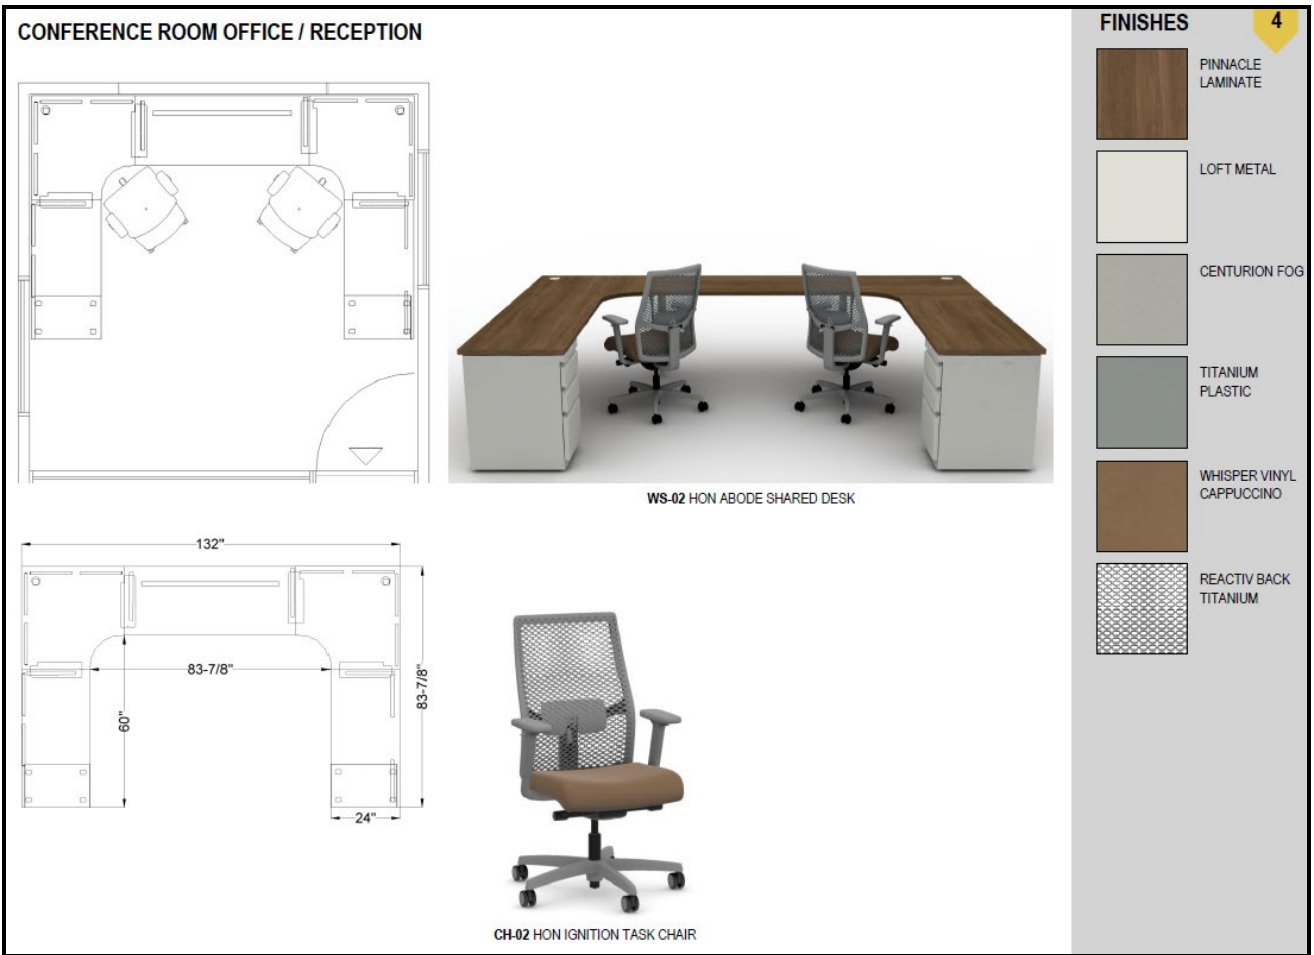 CONFERENCE ROOM OFFICE / RECEPTION
WS-02 HON ABODE SHARED DESK
132"
83-7/8"
60"
83-7/8"
24"
CH-02 HON IGNITION TASK CHAIR
FINISHES
4
PINNACLE
LAMINATE
LOFT METAL
CENTURION FOG
TITANIUM
PLASTIC
WHISPER VINYL
CAPPUCCINO
REACTIV BACK
TITANIUM